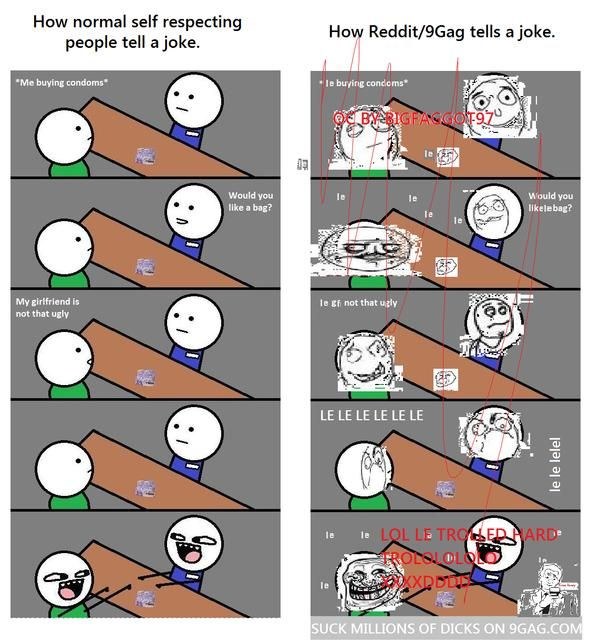 How normal self respecting
people tell a joke.
*Me buying condoms*
Would you
like a bag?
My girlfriend is
not that ugly
How Reddit/9Gag tells a joke.
*le buying condoms*
QC BY BIGFAGGOT97
le
le
le
le
le
Would you
likelebag?
le gf not that ugly
LE LE LE LE LE LE
le le lelel
le
le
le
le
le
LOL LE TROLLED HARD
TROLOLOLOLO
XXXXDDDD
SUCK MILLIONS OF DICKS ON 9GAG.COM